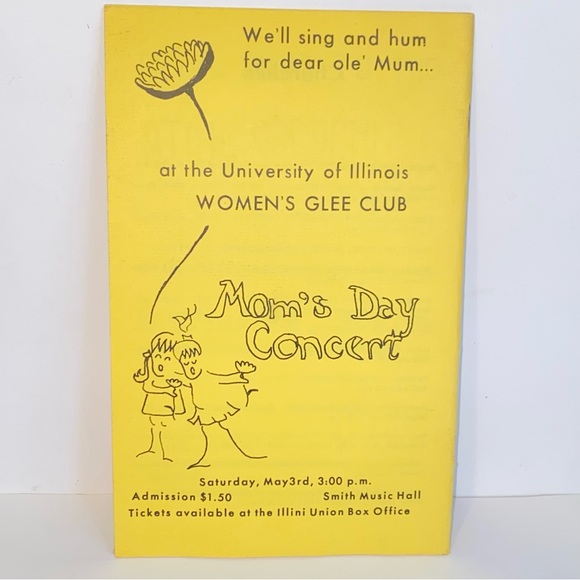 We'll sing and hum
for dear ole' Mum...
at the University of Illinois
WOMEN'S GLEE CLUB
Mom's Day
Concert
Saturday, May3rd, 3:00 p.m.
Admission $1.50 Smith Music Hall
Tickets available at the Illini Union Box Office